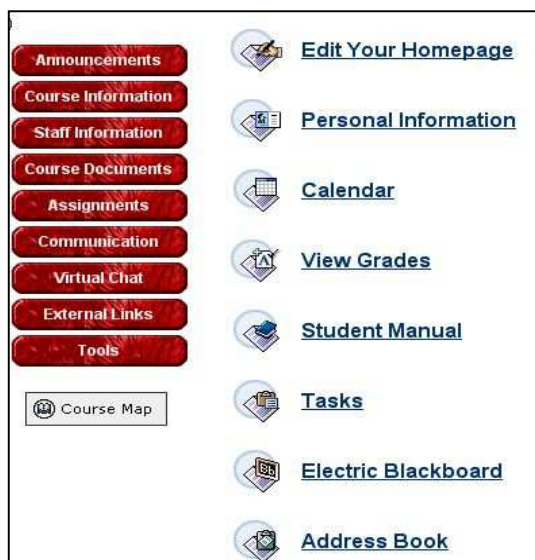 Announcements
Course Information
Staff Information
Course Documents
Assignments
Communication
Virtual Chat
External Links
Tools
Course Map
Edit Your Homepage
Personal Information
Calendar
View Grades
Student Manual
Tasks
Electric Blackboard
Address Book